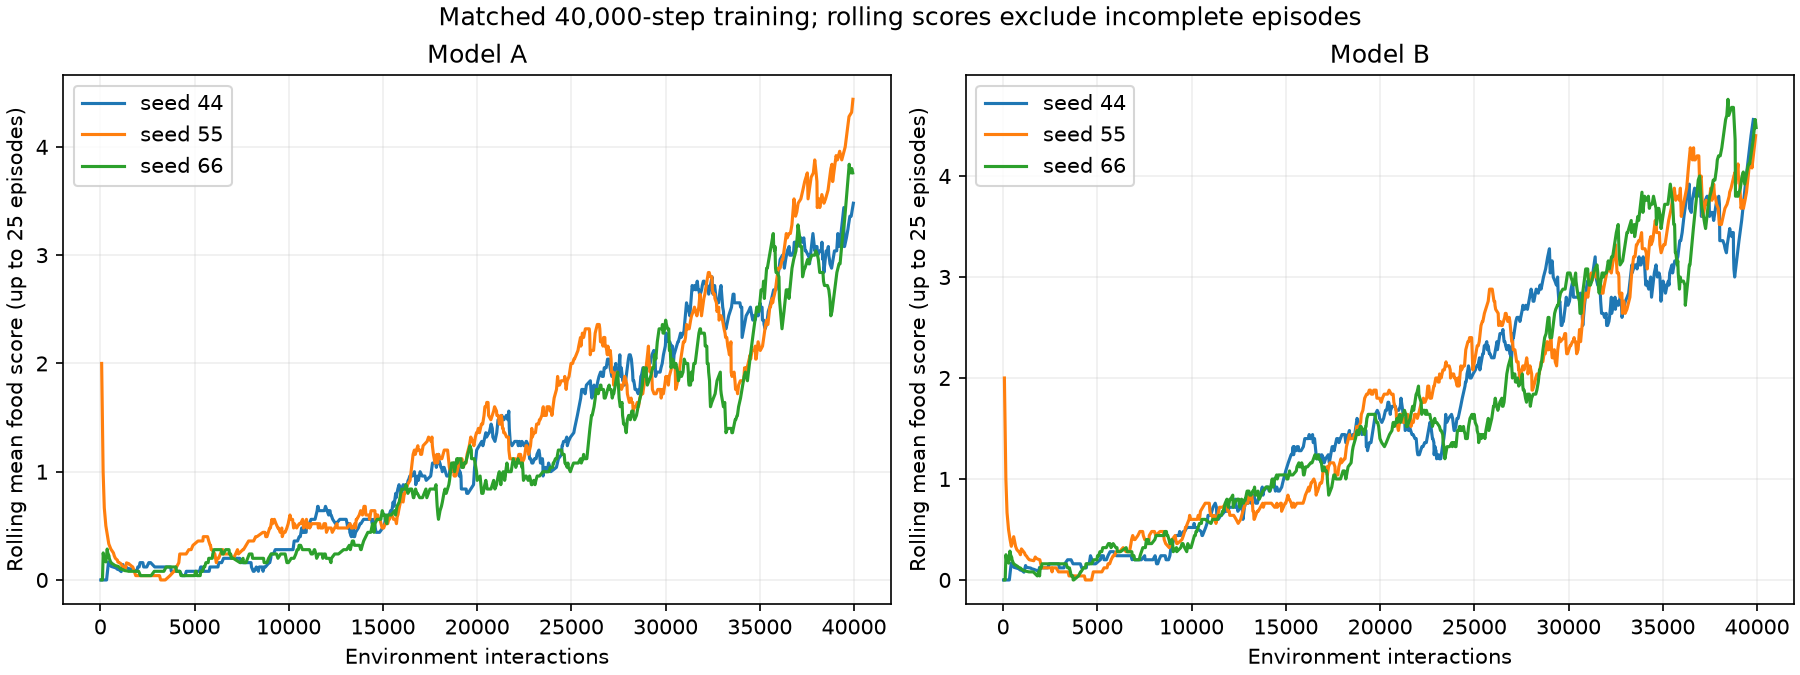 Matched 40,000-step training; rolling scores exclude incomplete episodes
Model A
Rolling mean food score (up to 25 episodes)
4
3
2
1
0
seed 44
seed 55
seed 66
0 5000 10000 15000 20000 25000 30000 35000 40000
Environment interactions
Model B
Rolling mean food score (up to 25 episodes)
4
3
2
1
0
seed 44
seed 55
seed 66
0 5000 10000 15000 20000 25000 30000 35000 40000
Environment interactions